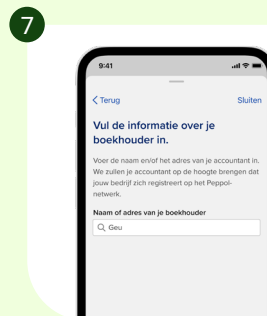 7
9:41
Terug Sluiten
Vul de informatie over je
boekhouder in.
Voer de naam en/of het adres van je accountant in.
We zullen je accountant op de hoogte brengen dat
jouw bedrijf zich registreert op het Peppol-
netwerk.
Naam of adres van je boekhouder
Geu